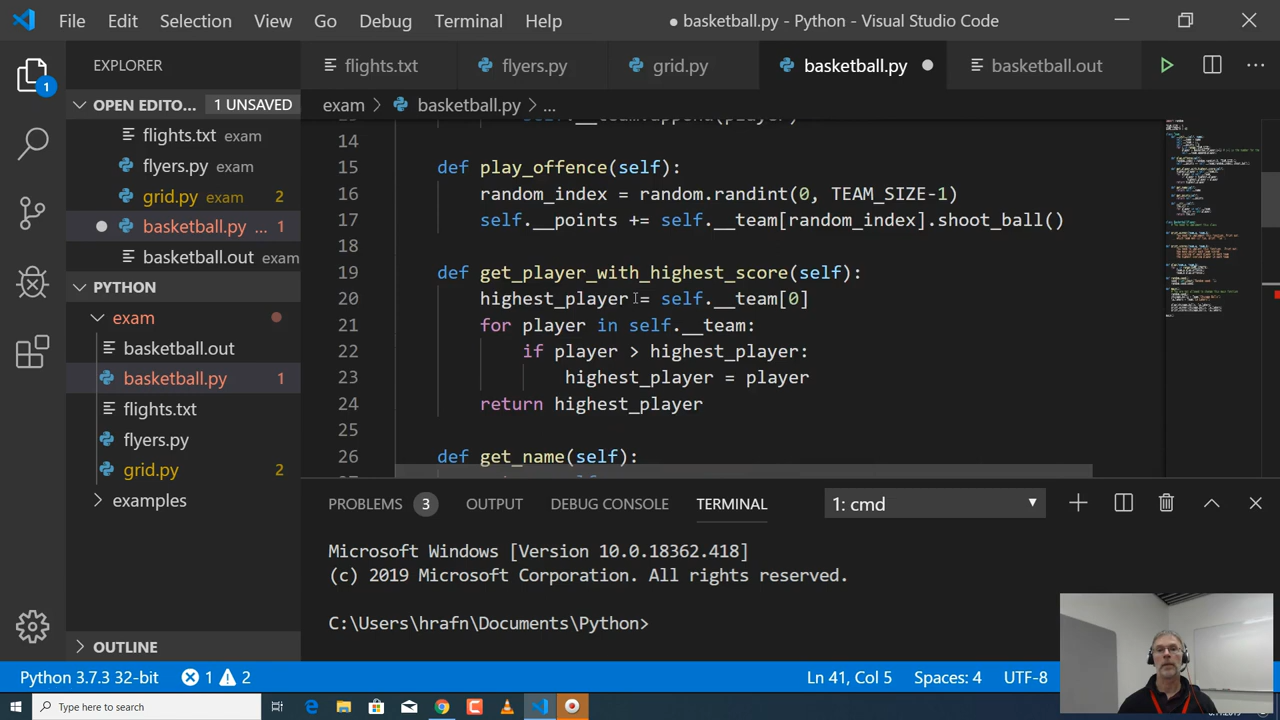 File Edit Selection View Go Debug Terminal Help
● basketball.py - Python - Visual Studio Code
EXPLORER
flights.txt flyers.py grid.py basketball.py basketball.out
OPEN EDITO... 1 UNSAVED
flights.txt exam
flyers.py exam
grid.py exam 2
basketball.py ... 1
basketball.out exam
PYTHON
exam
basketball.out
basketball.py 1
flights.txt
flyers.py
grid.py 2
examples
OUTLINE
1
exam > basketball.py > ...
self.__team.append(player)
14
15 def play_offence(self):
16 random_index = random.randint(0, TEAM_SIZE-1)
17 self.__points += self.__team[random_index].shoot_ball()
18
19 def get_player_with_highest_score(self):
20 highest_player = self.__team[0]
21 for player in self.__team:
22 if player > highest_player:
23 highest_player = player
24 return highest_player
25
26 def get_name(self):
PROBLEMS 3 OUTPUT DEBUG CONSOLE TERMINAL 1: cmd
Microsoft Windows [Version 10.0.18362.418]
(c) 2019 Microsoft Corporation. All rights reserved.
C:\Users\hrafn\Documents\Python>
Python 3.7.3 32-bit 1 2 Ln 41, Col 5 Spaces: 4 UTF-8
Type here to search